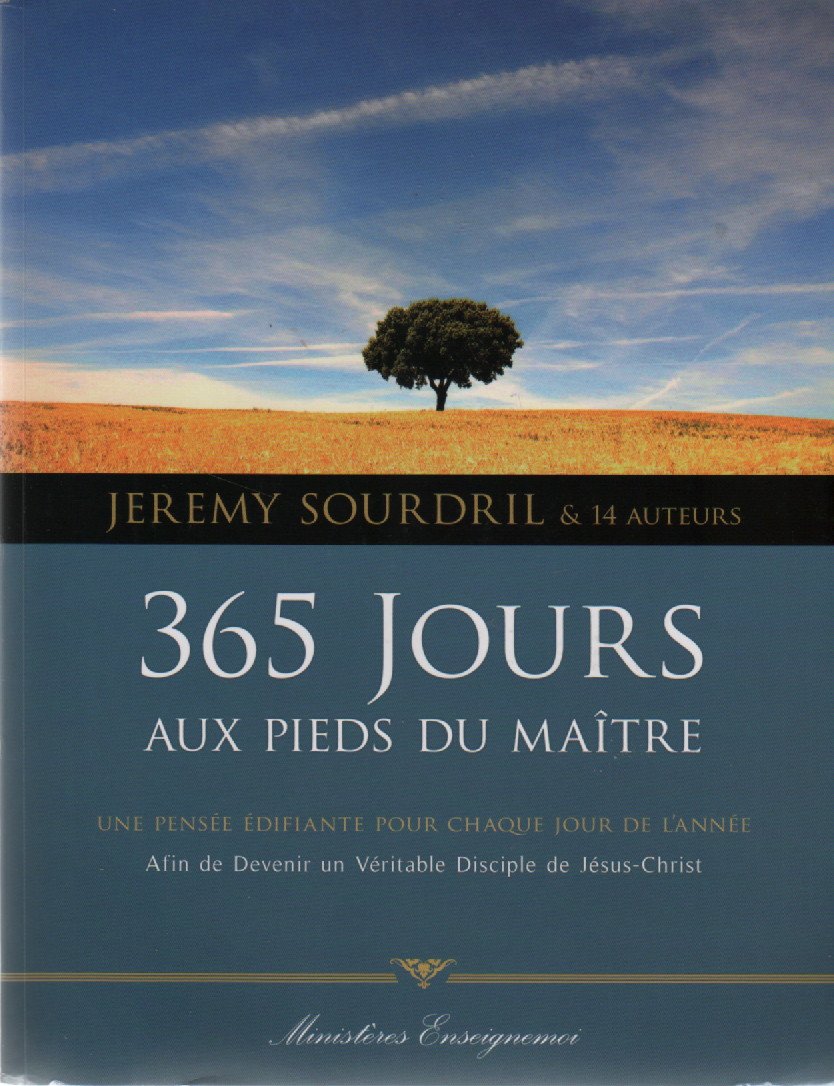 JEREMY SOURDRIL & 14 AUTEURS
365 JOURS
AUX PIEDS DU MAÎTRE
UNE PENSÉE ÉDIFIANTE POUR CHAQUE JOUR DE L'ANNÉE
Afin de Devenir un Véritable Disciple de Jésus-Christ
Ministères Enseignemoi